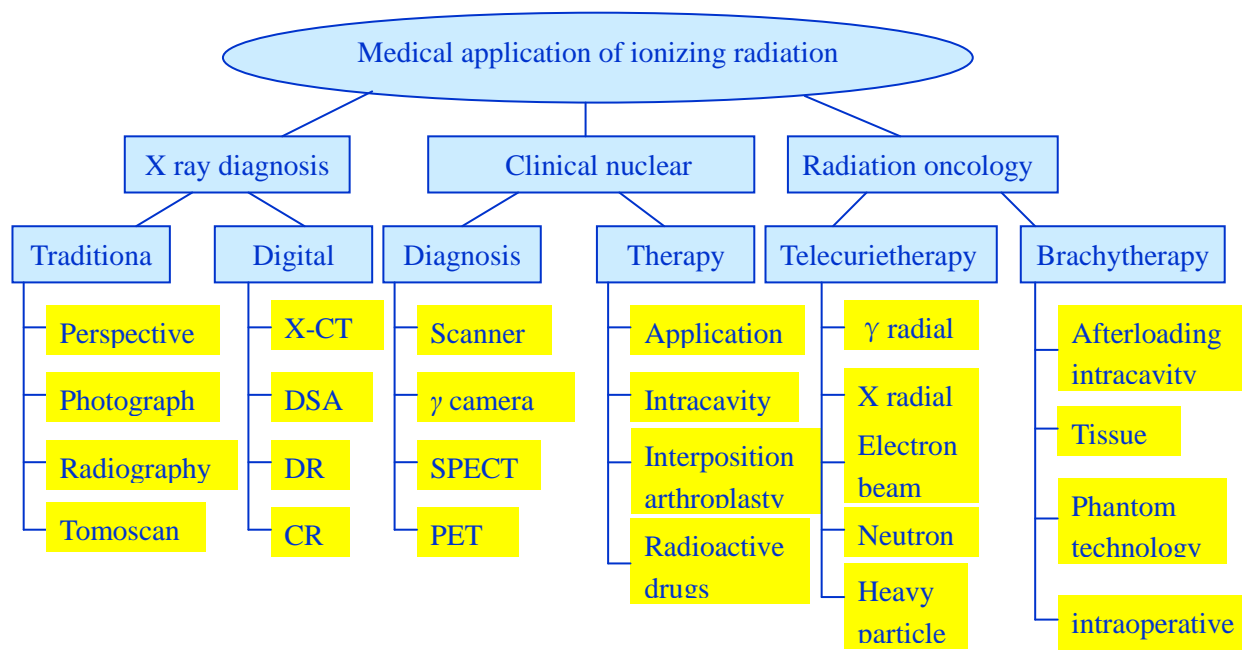 Medical application of ionizing radiation
X ray diagnosis
Clinical nuclear
Radiation oncology
Traditiona
Digital
Diagnosis
Therapy
Telecurietherapy
Brachytherapy
Perspective
Photograph
Radiography
Tomoscan
X-CT
DSA
DR
CR
Scanner
γ camera
SPECT
PET
Application
Intracavity
Interposition
arthroplasty
Radioactive
drugs
γ radial
X radial
Electron
beam
Neutron
Heavy
particle
Afterloading
intracavity
Tissue
Phantom
technology
intraoperative